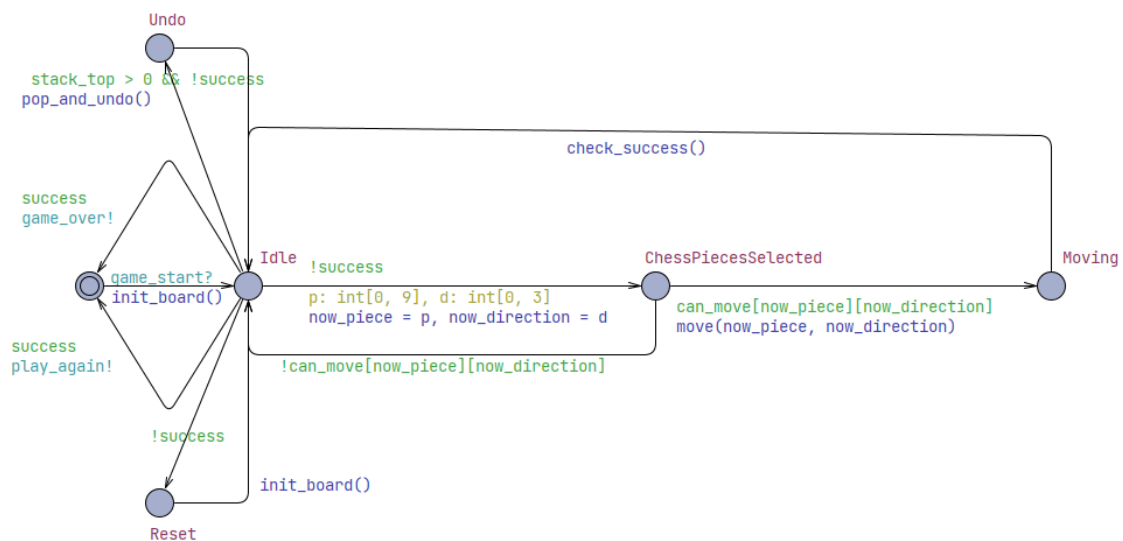 Undo
stack_top > 0 && !success
pop_and_undo()
check_success()
success
game_over!
Idle
ChessPiecesSelected
Moving
!success
game_start?
init_board()
p: int[0, 9], d: int[0, 3]
now_piece = p, now_direction = d
can_move[now_piece][now_direction]
move(now_piece, now_direction)
success
play_again!
!can_move[now_piece][now_direction]
!success
init_board()
Reset